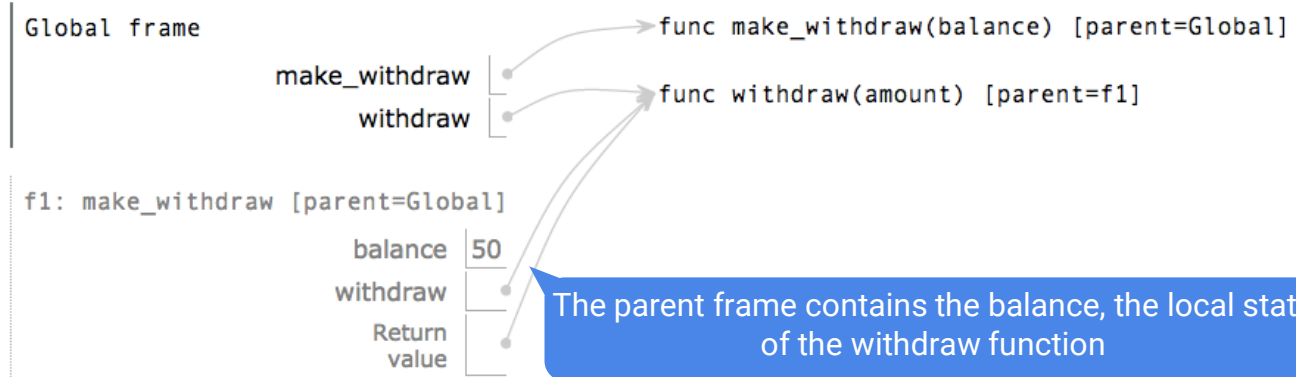 Global frame
func make_withdraw(balance) [parent=Global]
make_withdraw
func withdraw(amount) [parent=f1]
withdraw
f1: make_withdraw [parent=Global]
balance 50
withdraw
Return
value
The parent frame contains the balance, the local stat
of the withdraw function